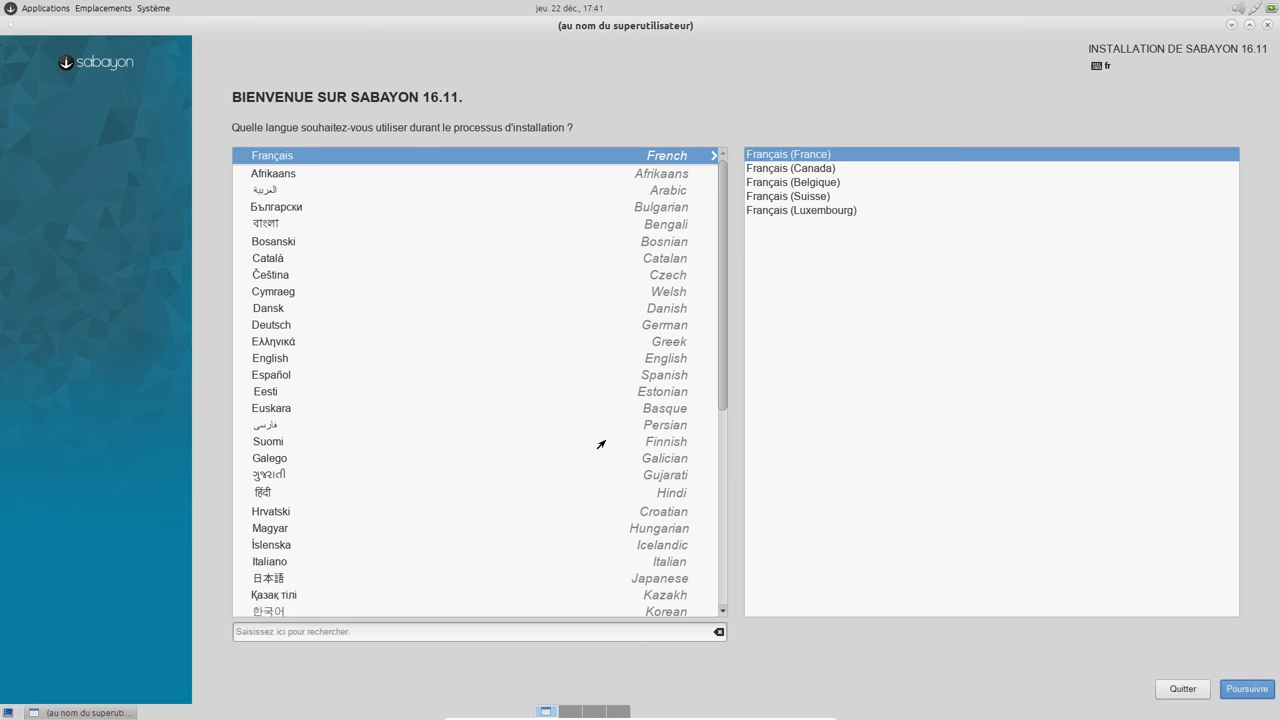 Applications Emplacements Système
jeu. 22 déc., 17:41
(au nom du superutilisateur)
sabayon
INSTALLATION DE SABAYON 16.11
fr
BIENVENUE SUR SABAYON 16.11.
Quelle langue souhaitez-vous utiliser durant le processus d'installation ?
Français French
Afrikaans Afrikaans
العربية Arabic
Български Bulgarian
বাংলা Bengali
Bosanski Bosnian
Català Catalan
Čeština Czech
Cymraeg Welsh
Dansk Danish
Deutsch German
Ελληνικά Greek
English English
Español Spanish
Eesti Estonian
Euskara Basque
فارسی Persian
Suomi Finnish
Galego Galician
ગુજરાતી Gujarati
हिंदी Hindi
Hrvatski Croatian
Magyar Hungarian
Íslenska Icelandic
Italiano Italian
日本語 Japanese
Қазақ тілі Kazakh
한국어 Korean
Français (France)
Français (Canada)
Français (Belgique)
Français (Suisse)
Français (Luxembourg)
Saisissez ici pour rechercher.
Quitter
Poursuivre
(au nom du superuti...